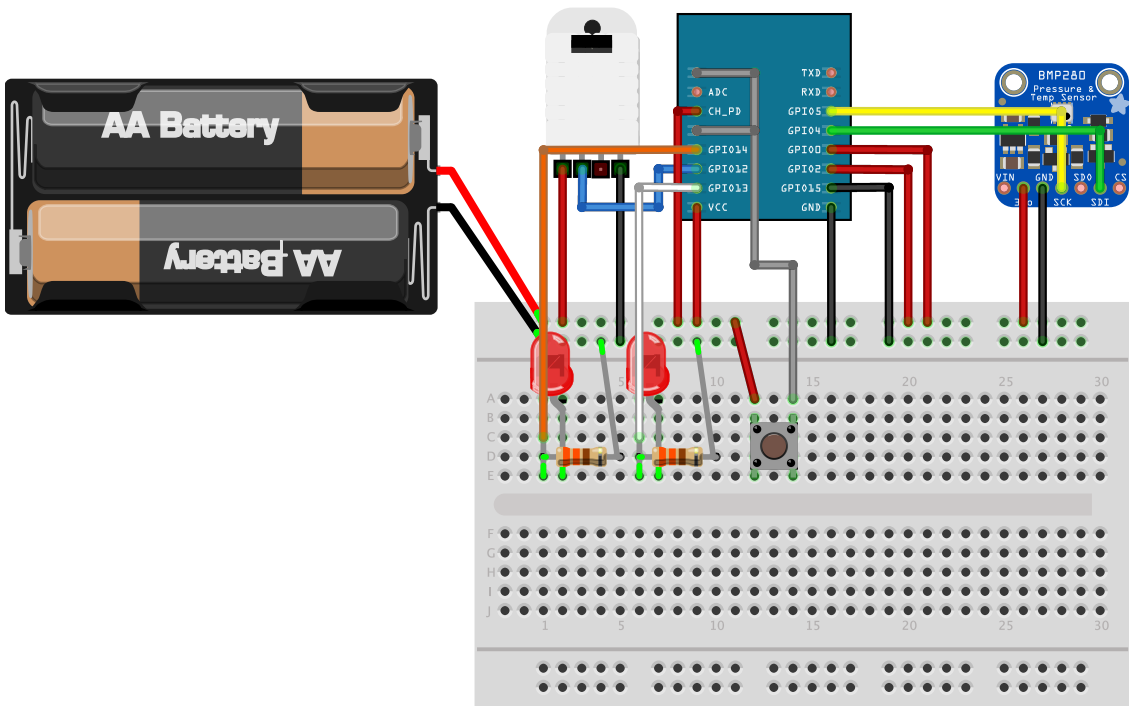 AA Battery
AA Battery
TXD
ADC
RXD
CH_PD
GPIO5
GPIO4
GPIO14
GPIO0
GPIO12
GPIO2
GPIO13
GPIO15
VCC
GND
BMP280
Pressure &
Temp Sensor
VIN GND SDO CS
SCK SDI
5 10 15 20 25 30
A
B
C
D
E
F
G
H
I
J
1 5 10 15 20 25 30